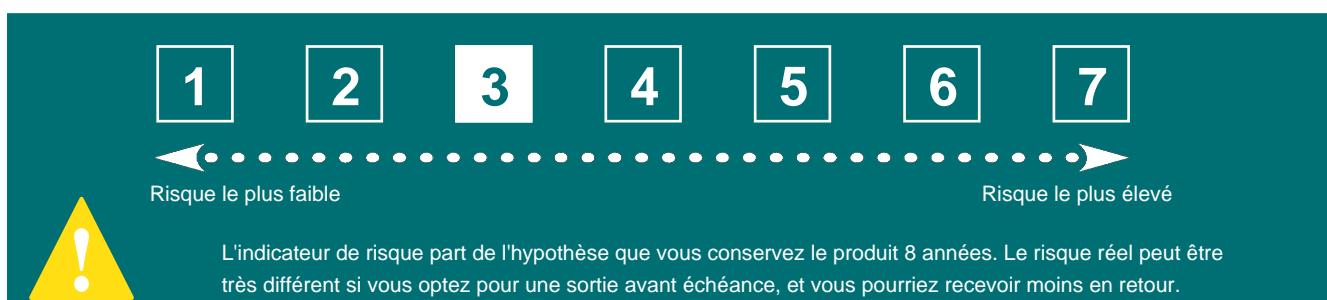 1 2 3 4 5 6 7
Risque le plus faible Risque le plus élevé
!
L'indicateur de risque part de l'hypothèse que vous conservez le produit 8 années. Le risque réel peut être
très différent si vous optez pour une sortie avant échéance, et vous pourriez recevoir moins en retour.